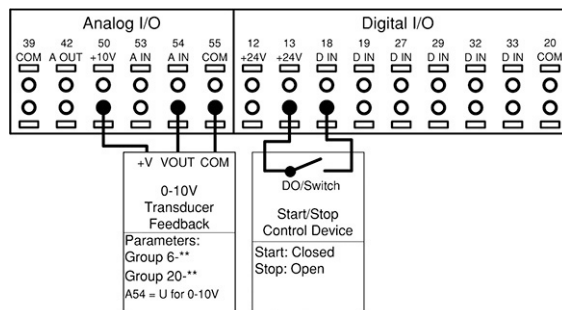 Analog I/O
Digital I/O
39 42 50 53 54 55 12 13 18 19 27 29 32 33 20
COM A OUT +10V A IN A IN COM +24V +24V D IN D IN D IN D IN D IN D IN COM
+V VOUT COM
0-10V
Transducer
Feedback
Parameters:
Group 6-**
Group 20-**
A54 = U for 0-10V
DO/Switch
Start/Stop
Control Device
Start: Closed
Stop: Open